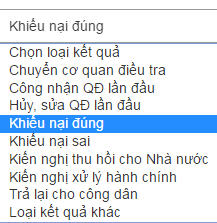 Khiếu nại đúng
Chọn loại kết quả
Chuyển cơ quan điều tra
Công nhận QĐ lần đầu
Hủy, sửa QĐ lần đầu
Khiếu nại đúng
Khiếu nại sai
Kiến nghị thu hồi cho Nhà nước
Kiến nghị xử lý hành chính
Trả lại cho công dân
Loại kết quả khác